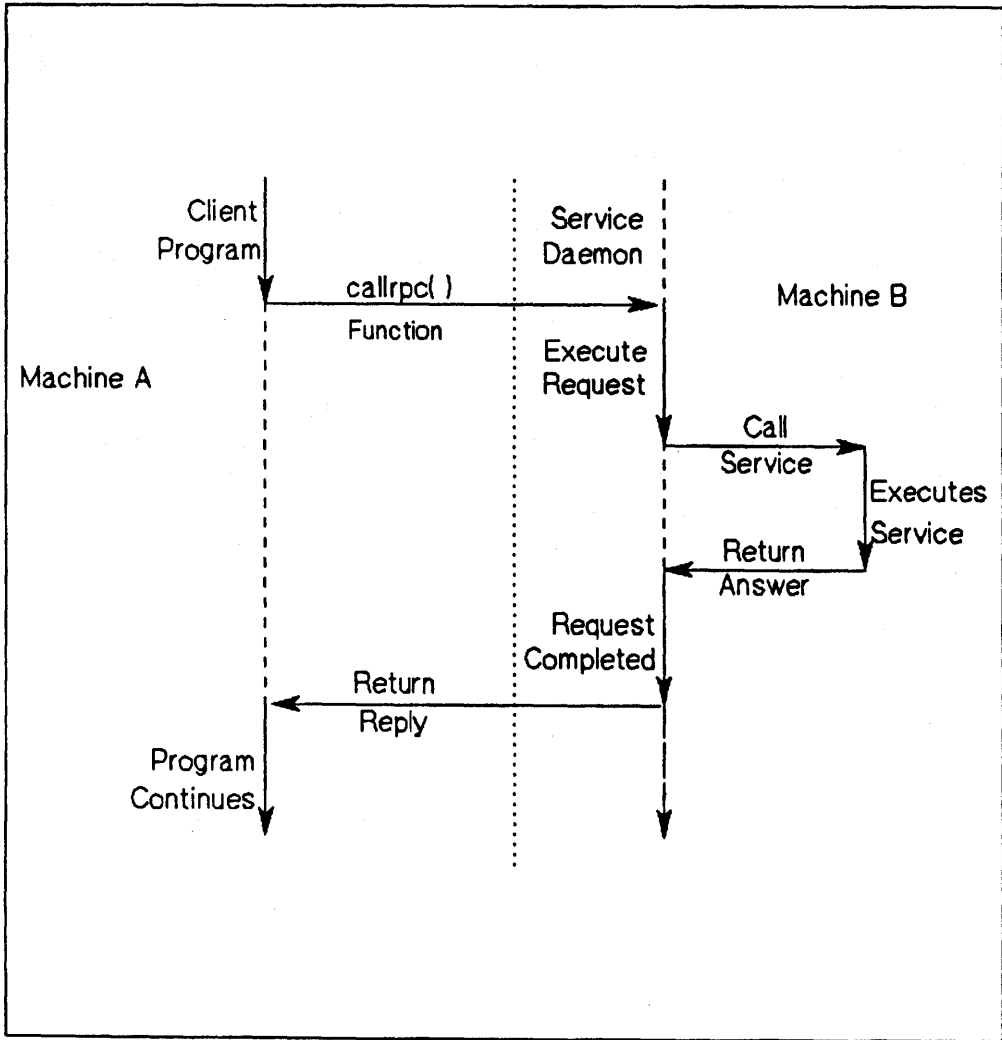 Client
Program
Service
Daemon
callrpc( )
Function
Machine B
Machine A
Execute
Request
Call
Service
Executes
Service
Return
Answer
Request
Completed
Return
Reply
Program
Continues